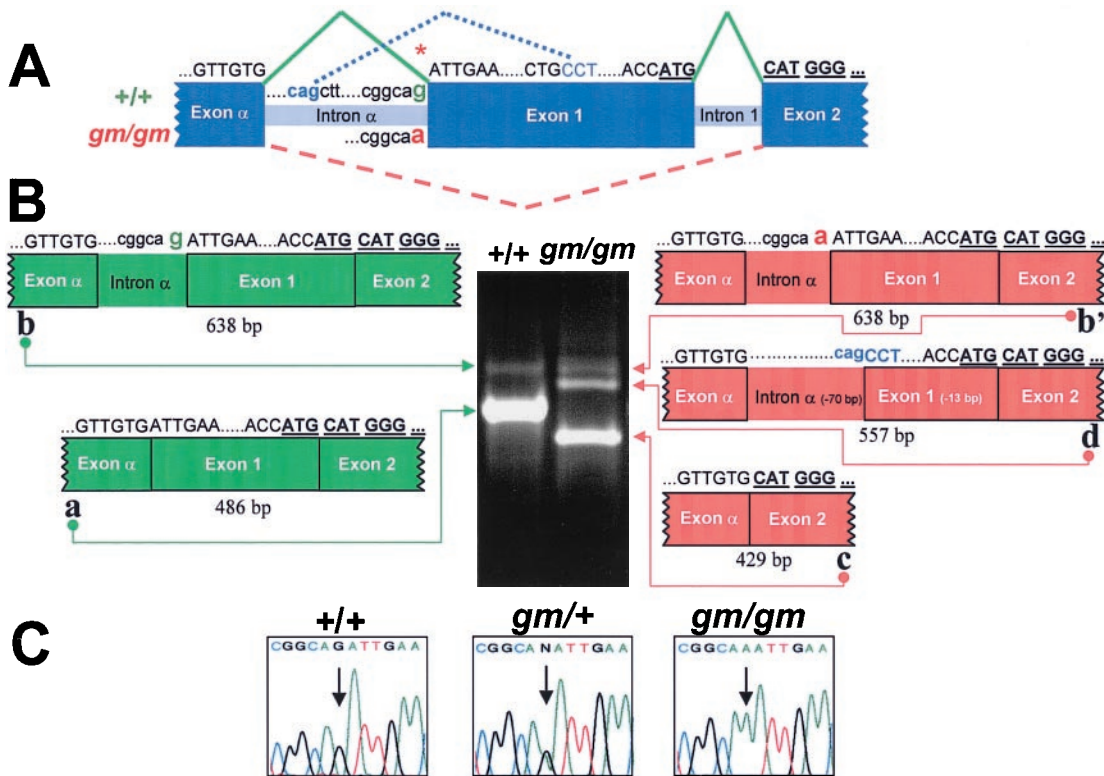 A
*
...GTTGTG ATTGAA.....CTGCCT.....ACCATG CAT GGG ...
+/+ ....cagctt....cggcag
Exon α Intron α Exon 1 Intron 1 Exon 2
gm/gm ...cggcaa
B
...GTTGTG....cggca g ATTGAA....ACCATG CAT GGG ...
Exon α Intron α Exon 1 Exon 2
638 bp
b
...GTTGTGATTGAA.....ACCATG CAT GGG ...
Exon α Exon 1 Exon 2
486 bp
a
+/+ gm/gm
...GTTGTG....cggca a ATTGAA....ACCATG CAT GGG ...
Exon α Intron α Exon 1 Exon 2
638 bp
b’
...GTTGTG...............cagCCT....ACCATG CAT GGG ...
Exon α Intron α (-70 bp) Exon 1 (-13 bp) Exon 2
557 bp
d
...GTTGTGCAT GGG ...
Exon α Exon 2
429 bp
c
C
+/+ gm/+ gm/gm
CGGCAGATTGAA CGGCANATTGAA CGGCAAATTGAA